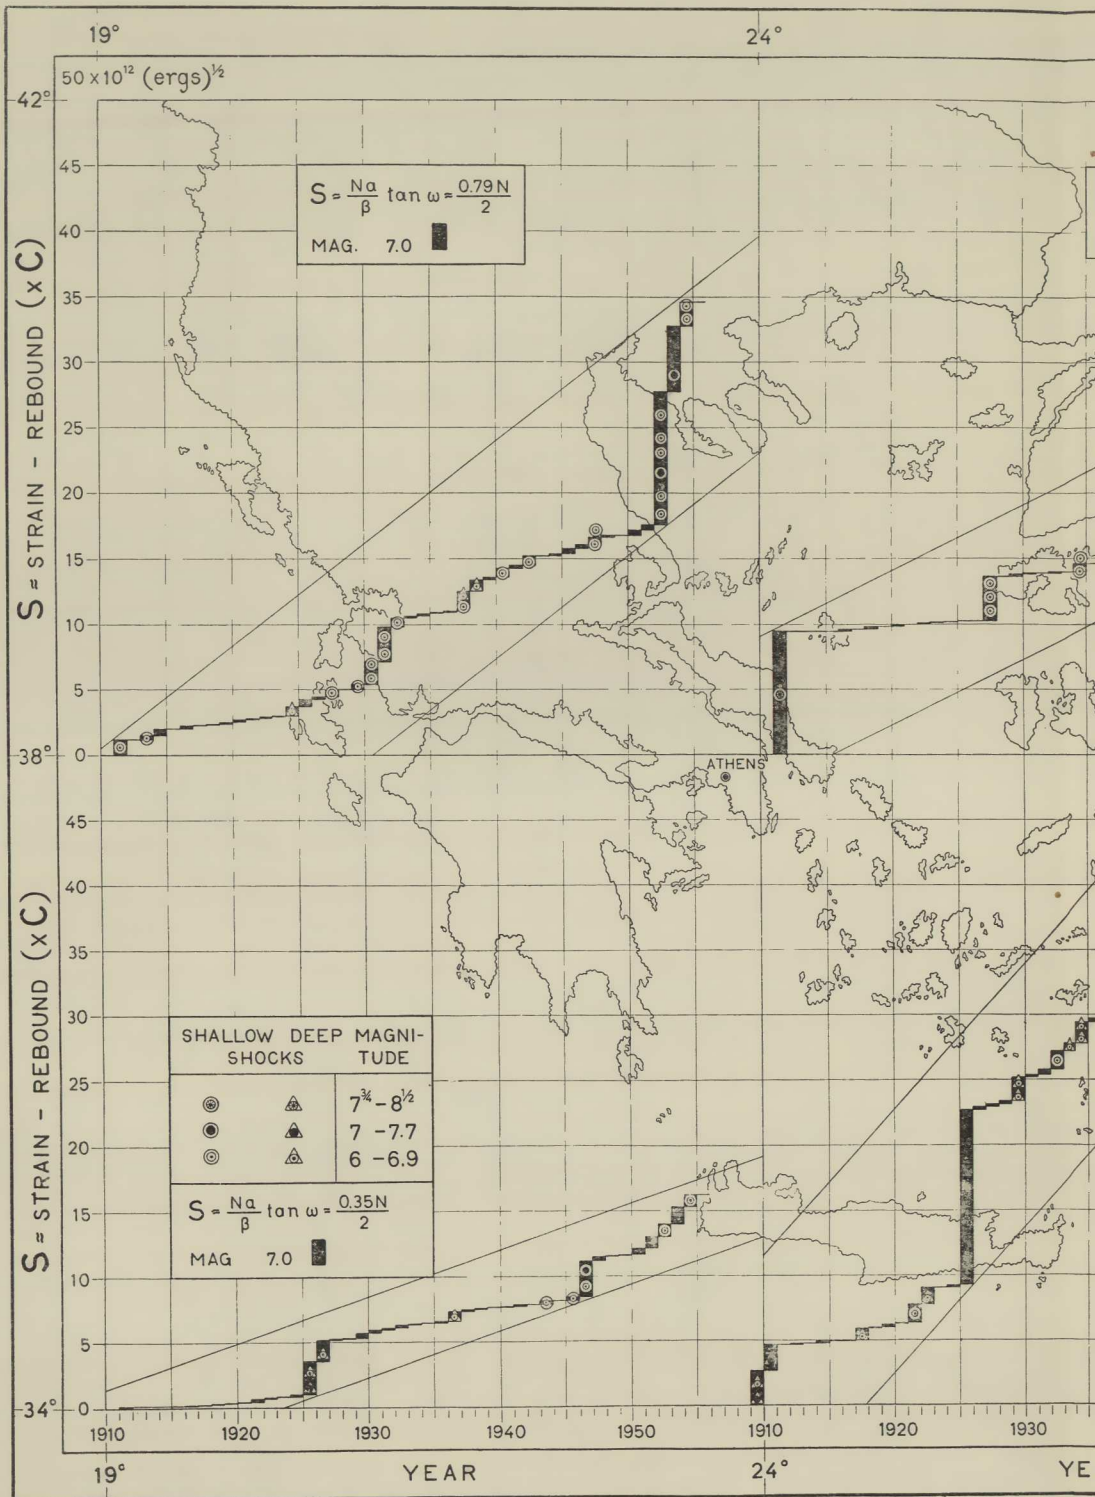 19° 24°
50 x 10¹² (ergs)^½
42°
45
40
35
30
25
20
15
10
5
0
38°
S = STRAIN - REBOUND (x C)
S = Nα/β tan ω = 0.79N/2
MAG. 7.0
ATHENS
45
40
35
30
25
20
15
10
5
0
34°
S = STRAIN - REBOUND (x C)
SHALLOW DEEP MAGNI-
SHOCKS TUDE
7¾ - 8½
7 - 7.7
6 - 6.9
S = Nα/β tan ω = 0.35N/2
MAG 7.0
1910 1920 1930 1940 1950 1910 1920 1930
19° YEAR 24° YE